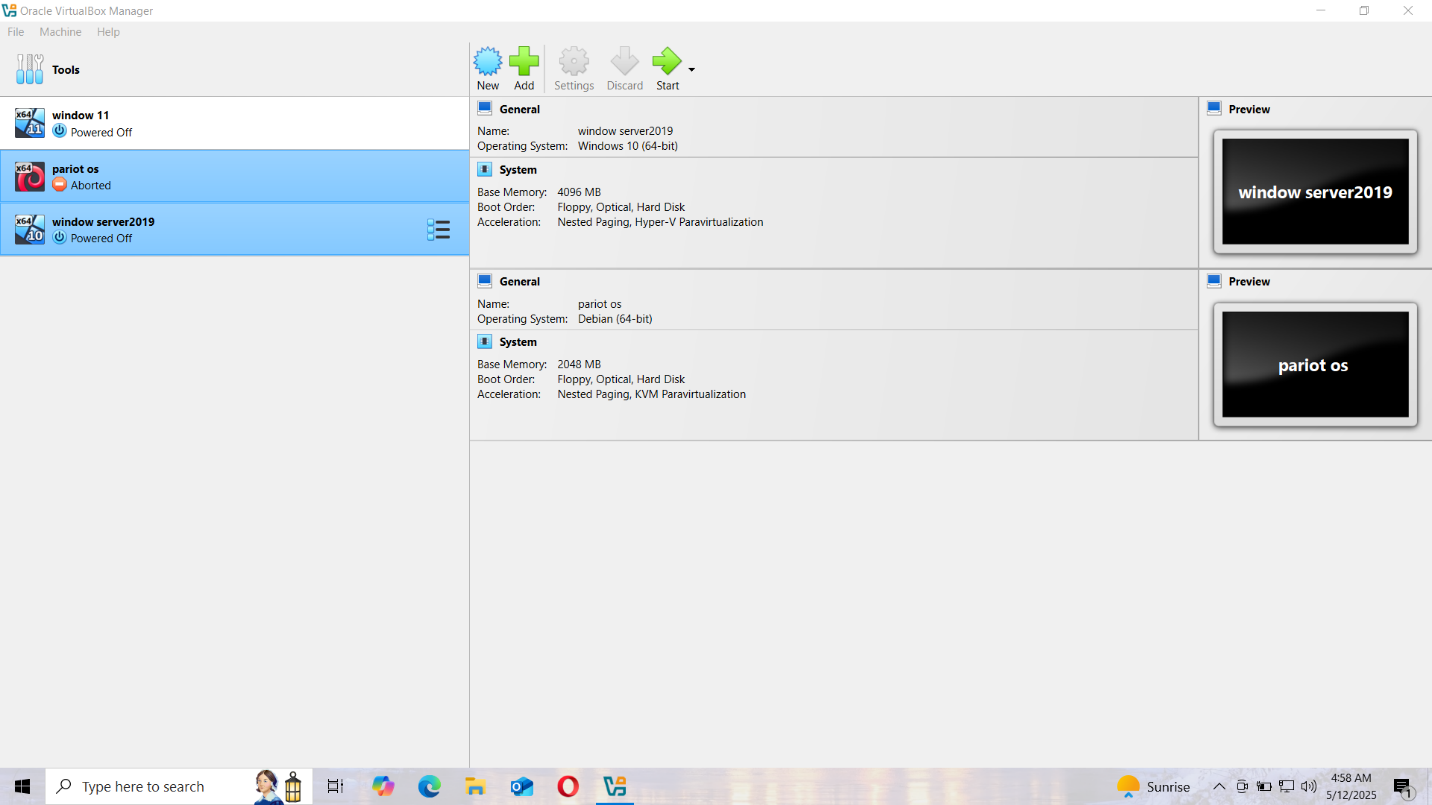 Oracle VirtualBox Manager
File Machine Help
Tools
New Add Settings Discard Start
x64 11 window 11
Powered Off
x64 pariot os
Aborted
x64 10 window server2019
Powered Off
General
Name: window server2019
Operating System: Windows 10 (64-bit)
System
Base Memory: 4096 MB
Boot Order: Floppy, Optical, Hard Disk
Acceleration: Nested Paging, Hyper-V Paravirtualization
Preview
window server2019
General
Name: pariot os
Operating System: Debian (64-bit)
System
Base Memory: 2048 MB
Boot Order: Floppy, Optical, Hard Disk
Acceleration: Nested Paging, KVM Paravirtualization
Preview
pariot os
Type here to search
Sunrise
4:58 AM
5/12/2025
1